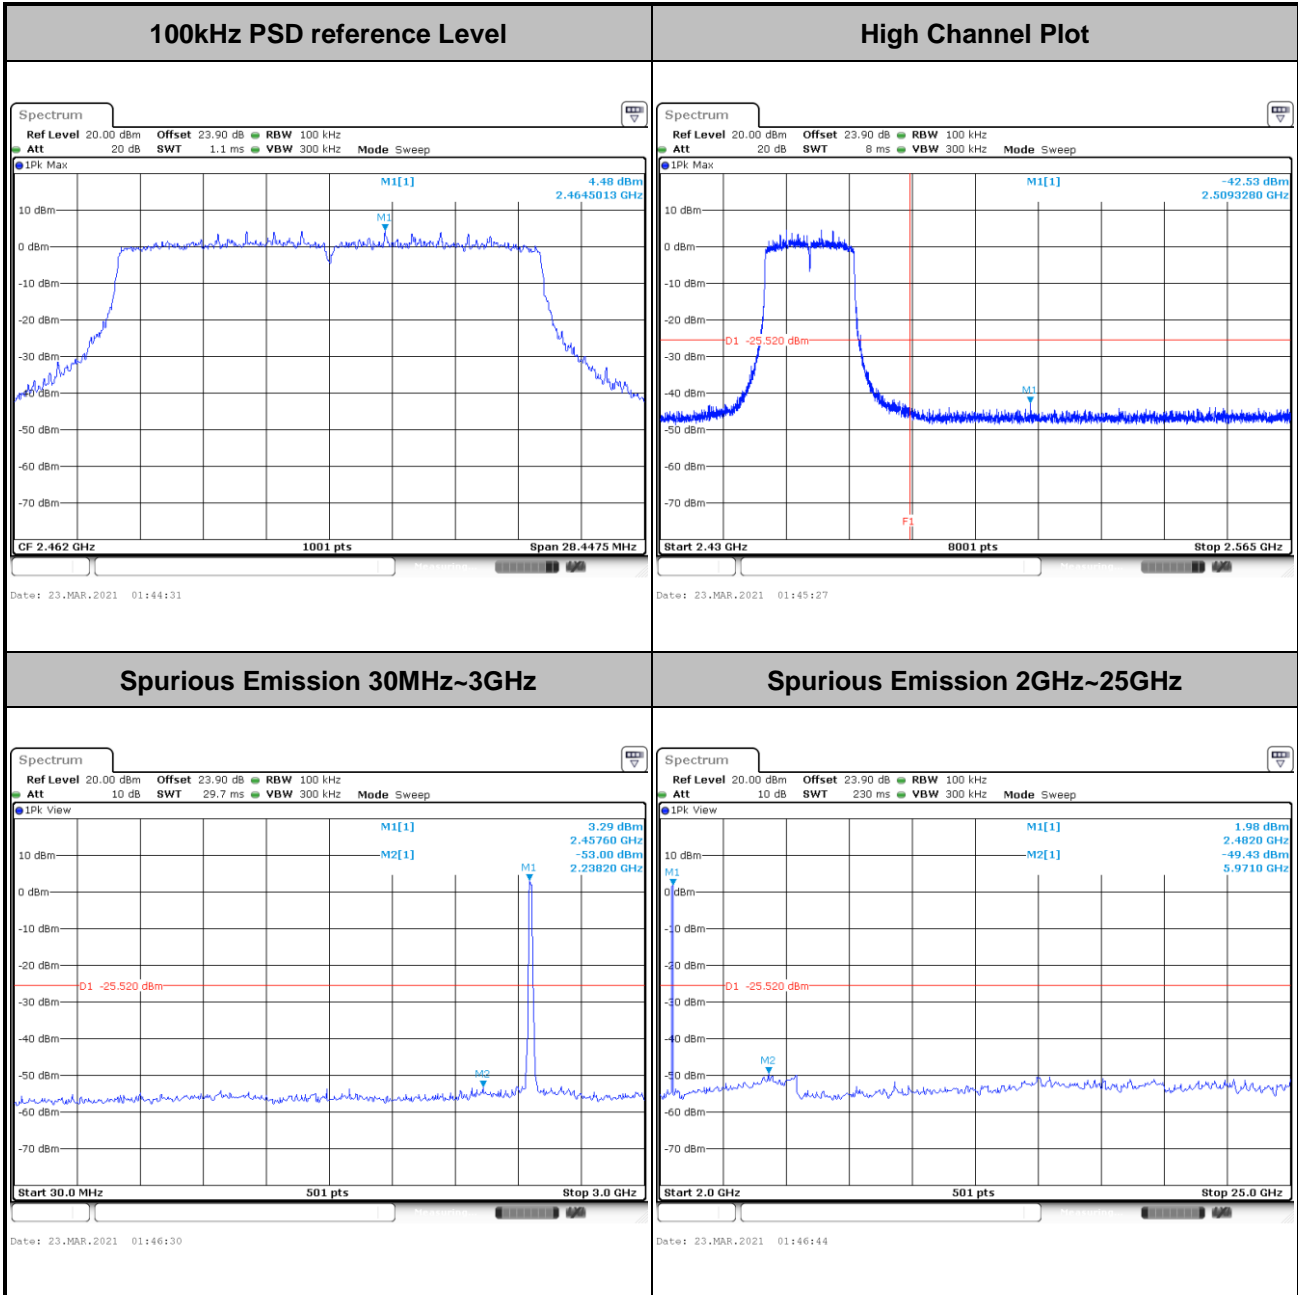 100kHz PSD reference Level
Spectrum
Ref Level 20.00 dBm Offset 23.90 dB RBW 100 kHz
Att 20 dB SWT 1.1 ms VBW 300 kHz Mode Sweep
1Pk Max
M1[1] 4.48 dBm
2.4645013 GHz
M1
10 dBm
0 dBm
-10 dBm
-20 dBm
-30 dBm
-40 dBm
-50 dBm
-60 dBm
-70 dBm
CF 2.462 GHz 1001 pts Span 28.4475 MHz
Measuring...
Date: 23.MAR.2021 01:44:31
High Channel Plot
Spectrum
Ref Level 20.00 dBm Offset 23.90 dB RBW 100 kHz
Att 20 dB SWT 8 ms VBW 300 kHz Mode Sweep
1Pk Max
M1[1] -42.53 dBm
2.5093280 GHz
10 dBm
0 dBm
-10 dBm
-20 dBm
D1 -25.520 dBm
-30 dBm
-40 dBm
M1
-50 dBm
-60 dBm
-70 dBm
F1
Start 2.43 GHz 8001 pts Stop 2.565 GHz
Measuring...
Date: 23.MAR.2021 01:45:27
Spurious Emission 30MHz~3GHz
Spectrum
Ref Level 20.00 dBm Offset 23.90 dB RBW 100 kHz
Att 10 dB SWT 29.7 ms VBW 300 kHz Mode Sweep
1Pk View
M1[1] 3.29 dBm
2.45760 GHz
M2[1] -53.00 dBm
2.23820 GHz
10 dBm
M1
0 dBm
-10 dBm
-20 dBm
D1 -25.520 dBm
-30 dBm
-40 dBm
-50 dBm
M2
-60 dBm
-70 dBm
Start 30.0 MHz 501 pts Stop 3.0 GHz
Measuring...
Date: 23.MAR.2021 01:46:30
Spurious Emission 2GHz~25GHz
Spectrum
Ref Level 20.00 dBm Offset 23.90 dB RBW 100 kHz
Att 10 dB SWT 230 ms VBW 300 kHz Mode Sweep
1Pk View
M1[1] 1.98 dBm
2.4820 GHz
M2[1] -49.43 dBm
5.9710 GHz
10 dBm
M1
0 dBm
-10 dBm
-20 dBm
D1 -25.520 dBm
-30 dBm
-40 dBm
M2
-50 dBm
-60 dBm
-70 dBm
Start 2.0 GHz 501 pts Stop 25.0 GHz
Measuring...
Date: 23.MAR.2021 01:46:44